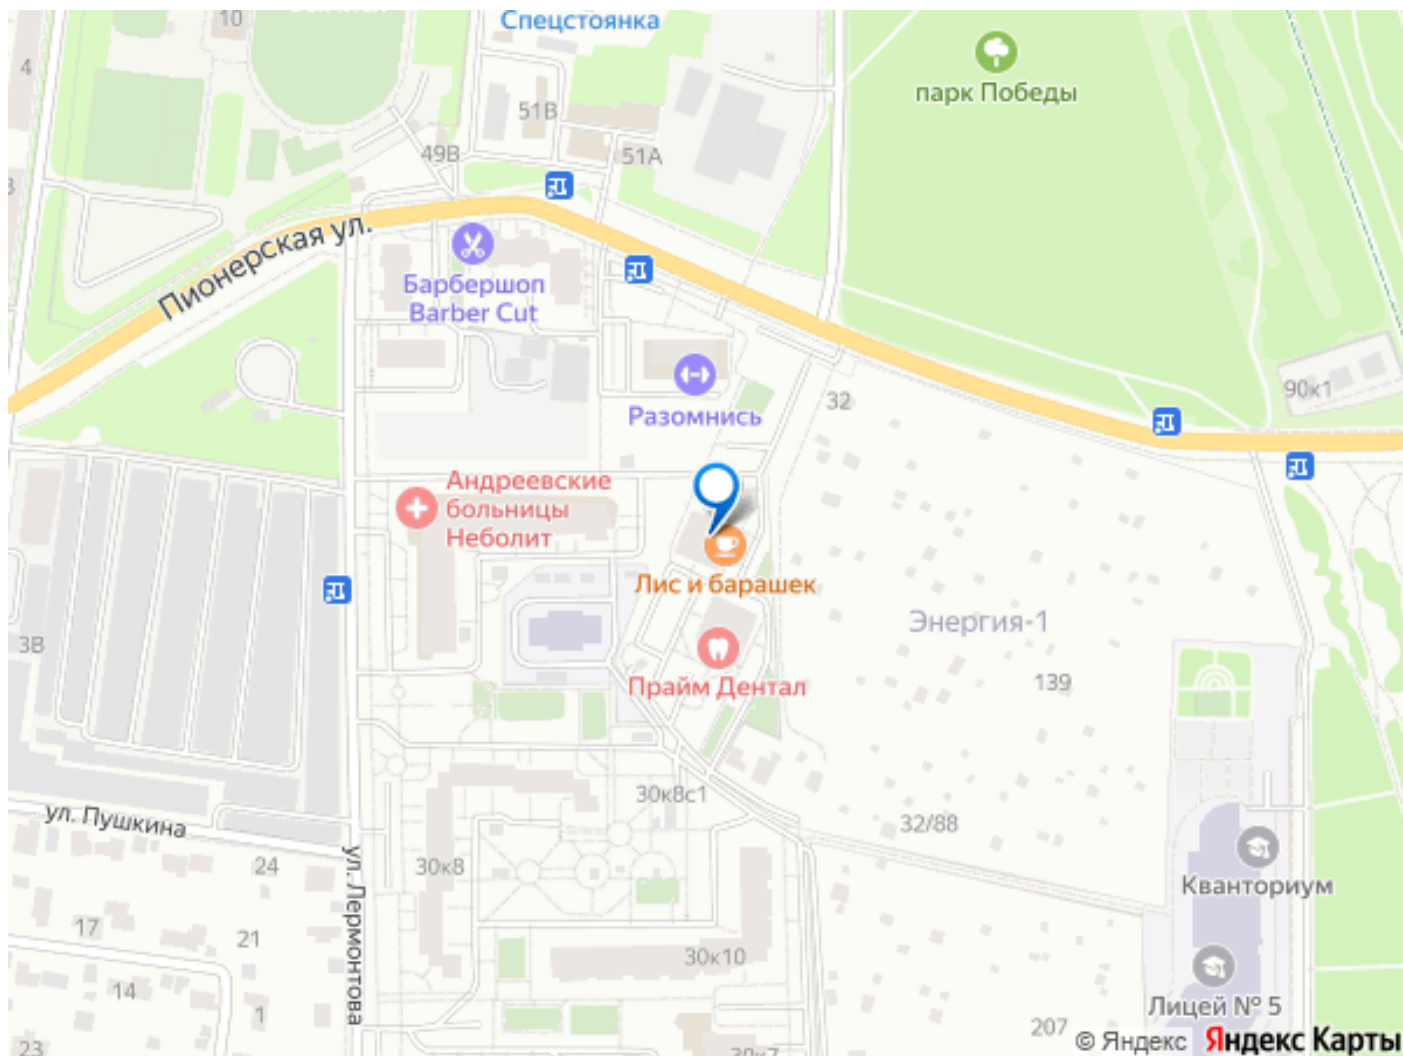 10
Спецстоянка
4
парк Победы
51В
49В
51А
Пионерская ул.
Барбершоп
Barber Cut
90к1
32
Разомнись
Андреевские
больницы
Неболит
Лис и барашек
Энергия-1
3В
139
Прайм Дентал
30к8с1
ул. Пушкина
32/88
24
30к8
ул. Лермонтова
Кванториум
17
21
30к10
14
1
Лицей № 5
207
23
30к7
© Яндекс Яндекс Карты